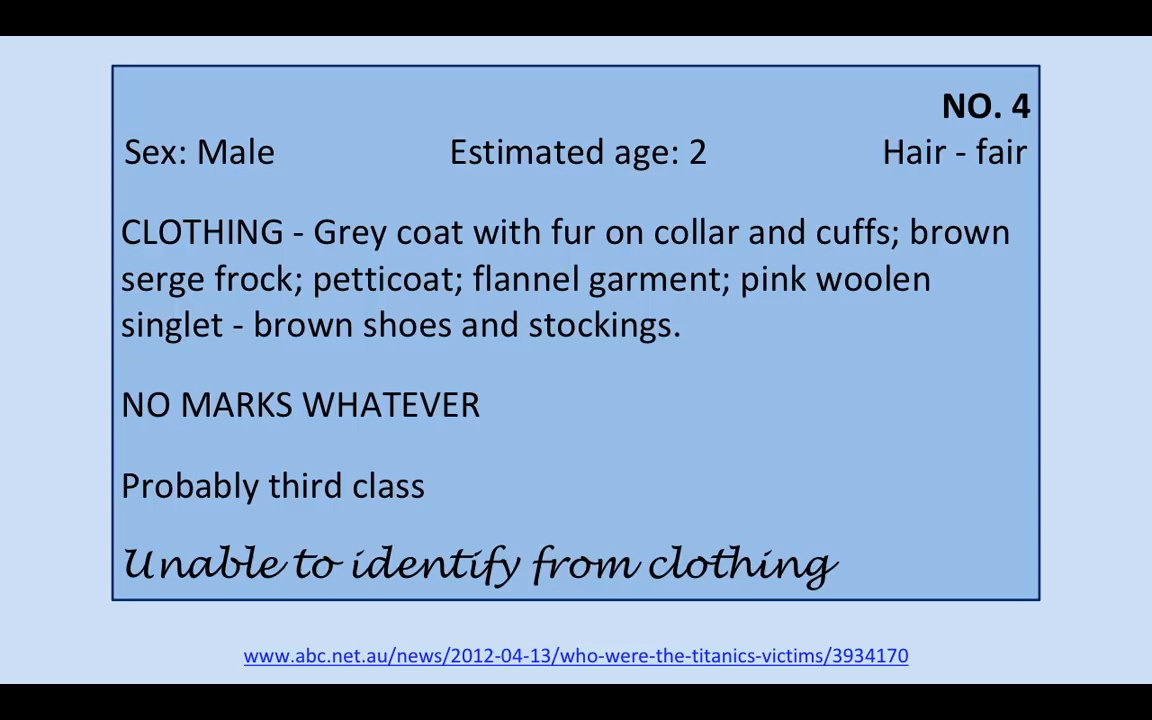 NO. 4
Sex: Male Estimated age: 2 Hair - fair
CLOTHING - Grey coat with fur on collar and cuffs; brown
serge frock; petticoat; flannel garment; pink woolen
singlet - brown shoes and stockings.
NO MARKS WHATEVER
Probably third class
Unable to identify from clothing
www.abc.net.au/news/2012-04-13/who-were-the-titanics-victims/3934170